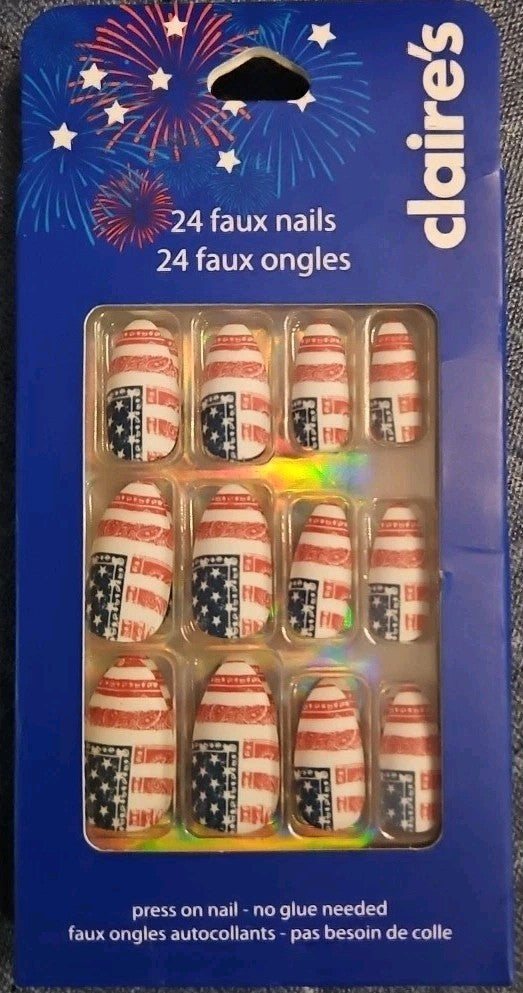 claire's
24 faux nails
24 faux ongles
press on nail - no glue needed
faux ongles autocollants - pas besoin de colle